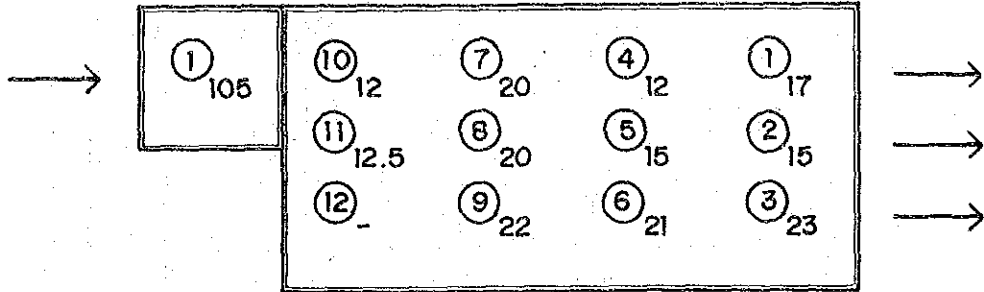 ① 105 ⑩ 12 ⑦ 20 ④ 12 ① 17
⑪ 12.5 ⑧ 20 ⑤ 15 ② 15
⑫ - ⑨ 22 ⑥ 21 ③ 23